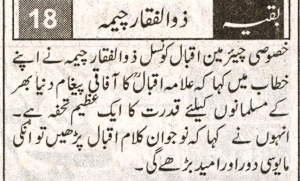 بقیہ ذوالفقار چیمہ 18
خصوصی چیئرمین اقبال کونسل ذوالفقار چیمہ نے اپنے
خطاب میں کہا کہ علامہ اقبالؒ کا آفاقی پیغام دنیا بھر
کے مسلمانوں کیلئے قدرت کا ایک عظیم تحفہ ہے۔
انہوں نے کہا کہ نوجوان کلام اقبال پڑھیں تو انکی
مایوسی دور اور امید بڑھے گی۔